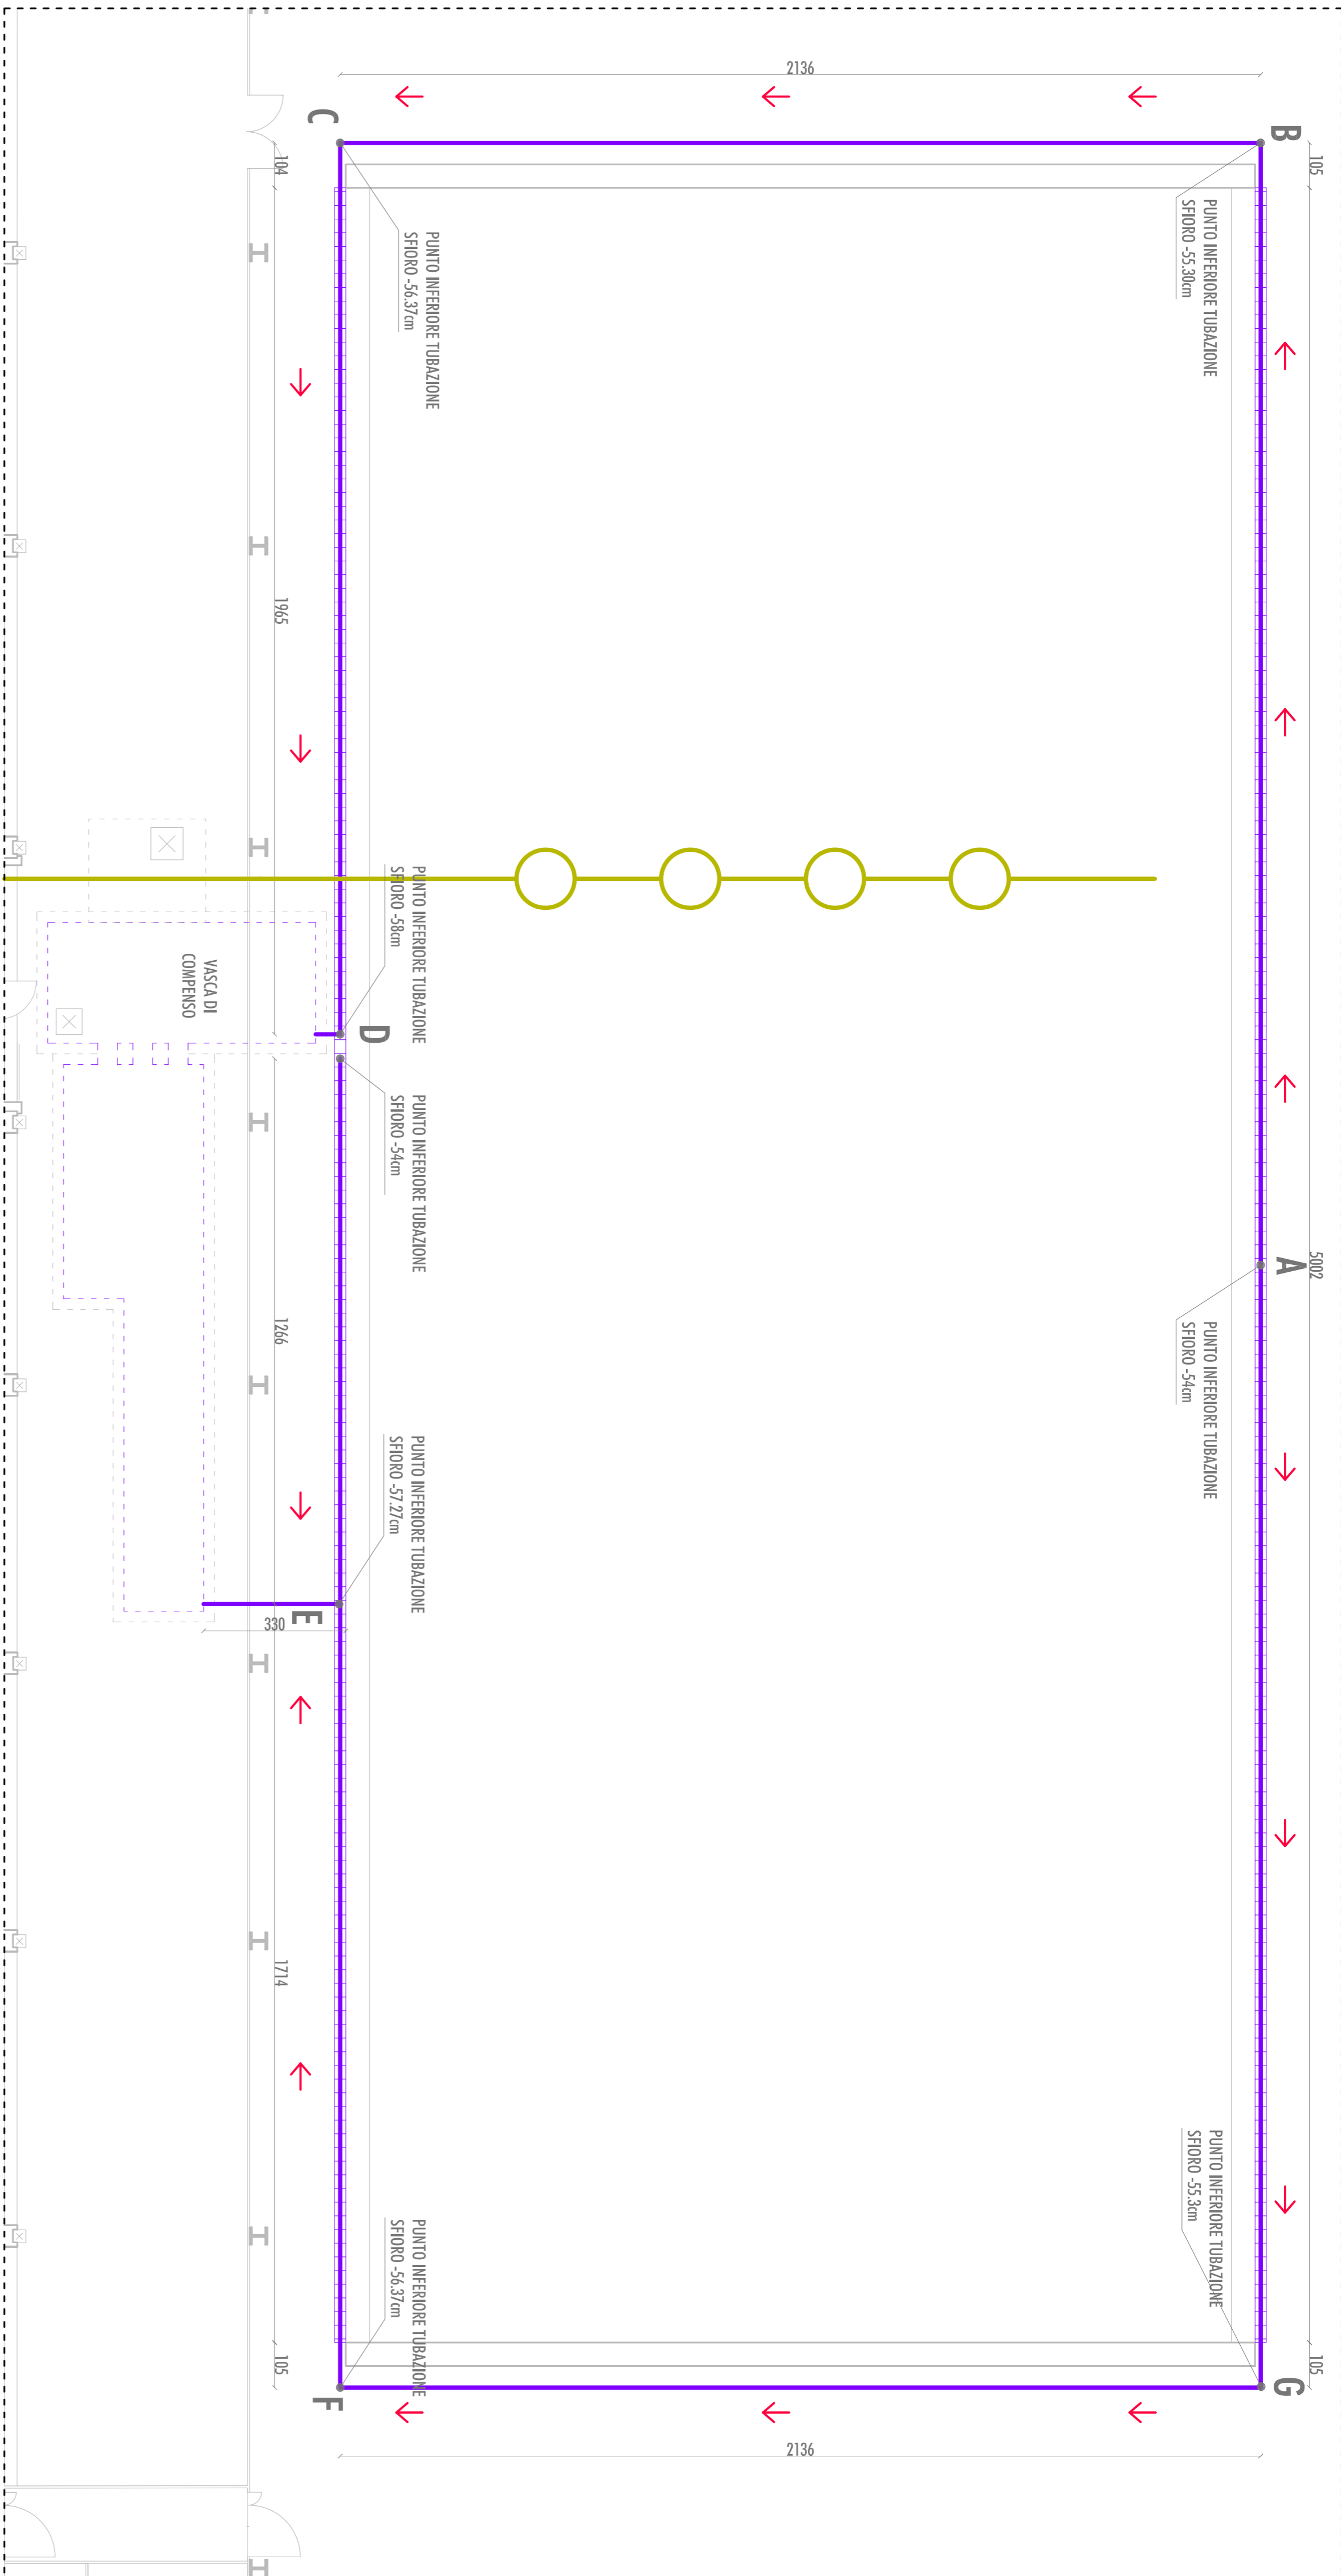 2136
C
B
104
105
PUNTO INFERIORE TUBAZIONE
SFIORO -56.37cm
PUNTO INFERIORE TUBAZIONE
SFIORO -55.30cm
1965
PUNTO INFERIORE TUBAZIONE
SFIORO -58cm
VASCA DI
COMPENSO
D
PUNTO INFERIORE TUBAZIONE
SFIORO -54cm
A
5002
PUNTO INFERIORE TUBAZIONE
SFIORO -54cm
1266
PUNTO INFERIORE TUBAZIONE
SFIORO -57.27cm
E
330
1714
PUNTO INFERIORE TUBAZIONE
SFIORO -55.3cm
PUNTO INFERIORE TUBAZIONE
SFIORO -56.37cm
105
105
F
G
2136